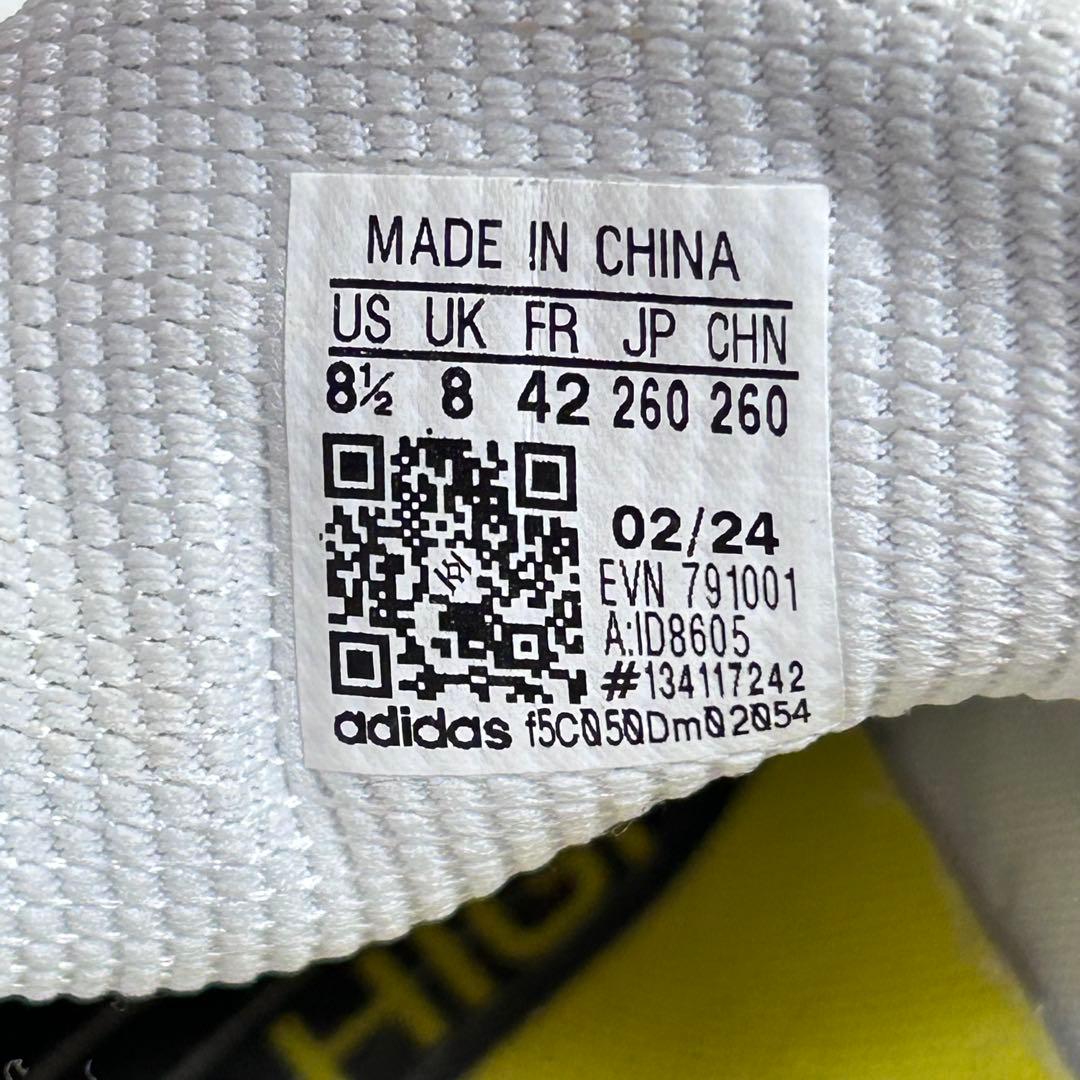 MADE IN CHINA
US UK FR JP CHN
8½ 8 42 260 260
02/24
EVN 791001
A:ID8605
#134117242
adidas f5C050Dm02054